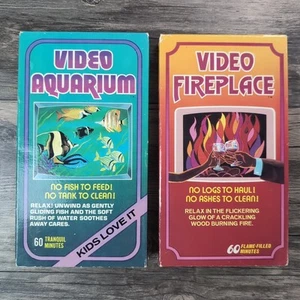 VIDEO
AQUARIUM
NO FISH TO FEED!
NO TANK TO CLEAN!
RELAX! UNWIND AS GENTLY
GLIDING FISH AND THE SOFT
RUSH OF WATER SOOTHES
AWAY CARES.
60 TRANQUIL
MINUTES
KIDS LOVE IT
VIDEO
FIREPLACE
NO LOGS TO HAUL!
NO ASHES TO CLEAN!
RELAX IN THE FLICKERING
GLOW OF A CRACKLING
WOOD BURNING FIRE.
60 FLAME-FILLED
MINUTES